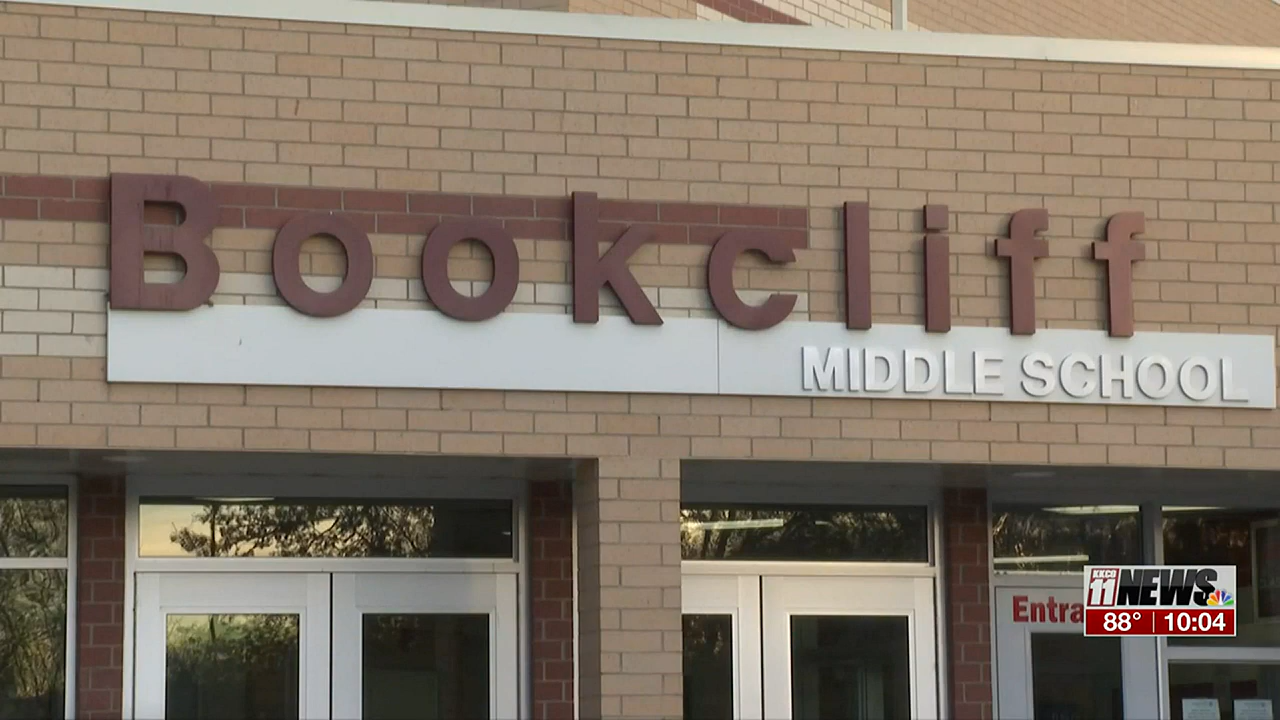 Bookcliff
MIDDLE SCHOOL
Entra
KKCO
11 NEWS
88° 10:04